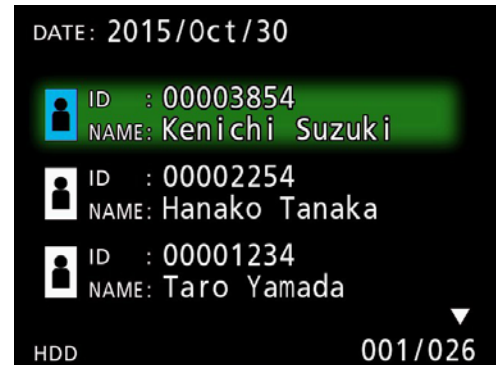 DATE: 2015/Oct/30
ID : 00003854
NAME: Kenichi Suzuki
ID : 00002254
NAME: Hanako Tanaka
ID : 00001234
NAME: Taro Yamada
HDD 001/026